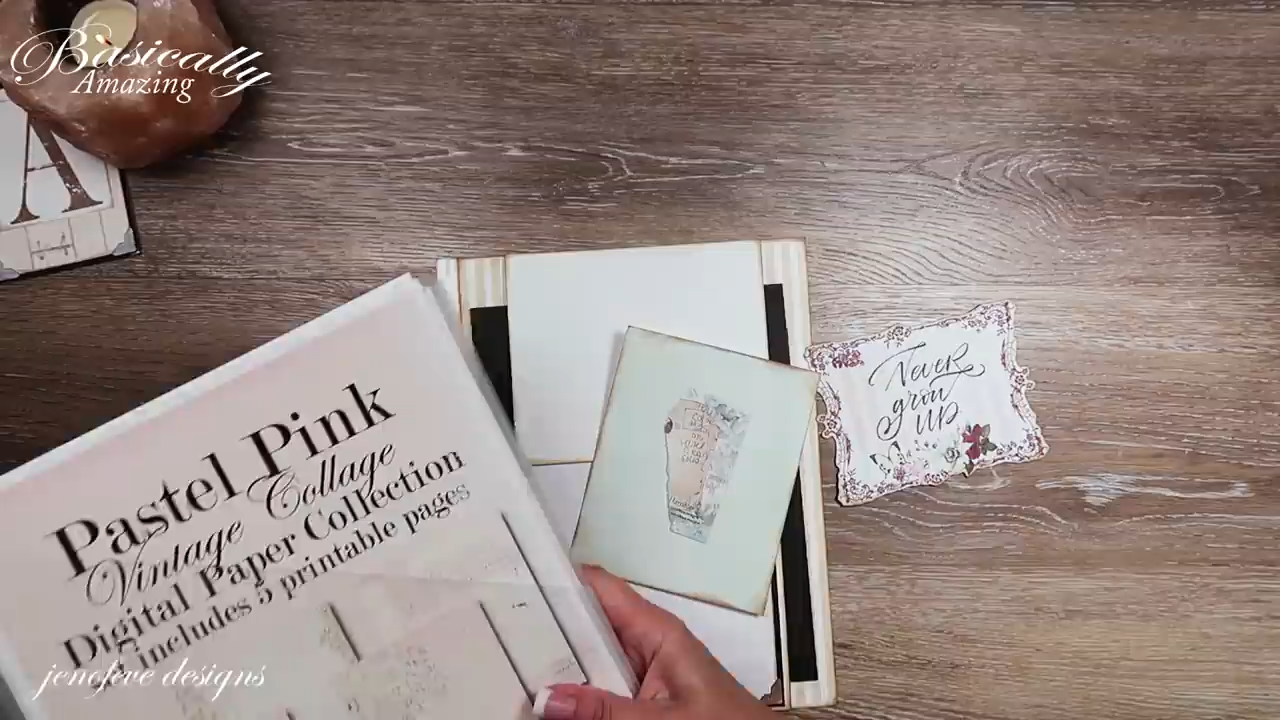 Basically
Amazing
A
Pastel Pink
Vintage Collage
Digital Paper Collection
includes 5 printable pages
Never
grow
UP
jenofeve designs